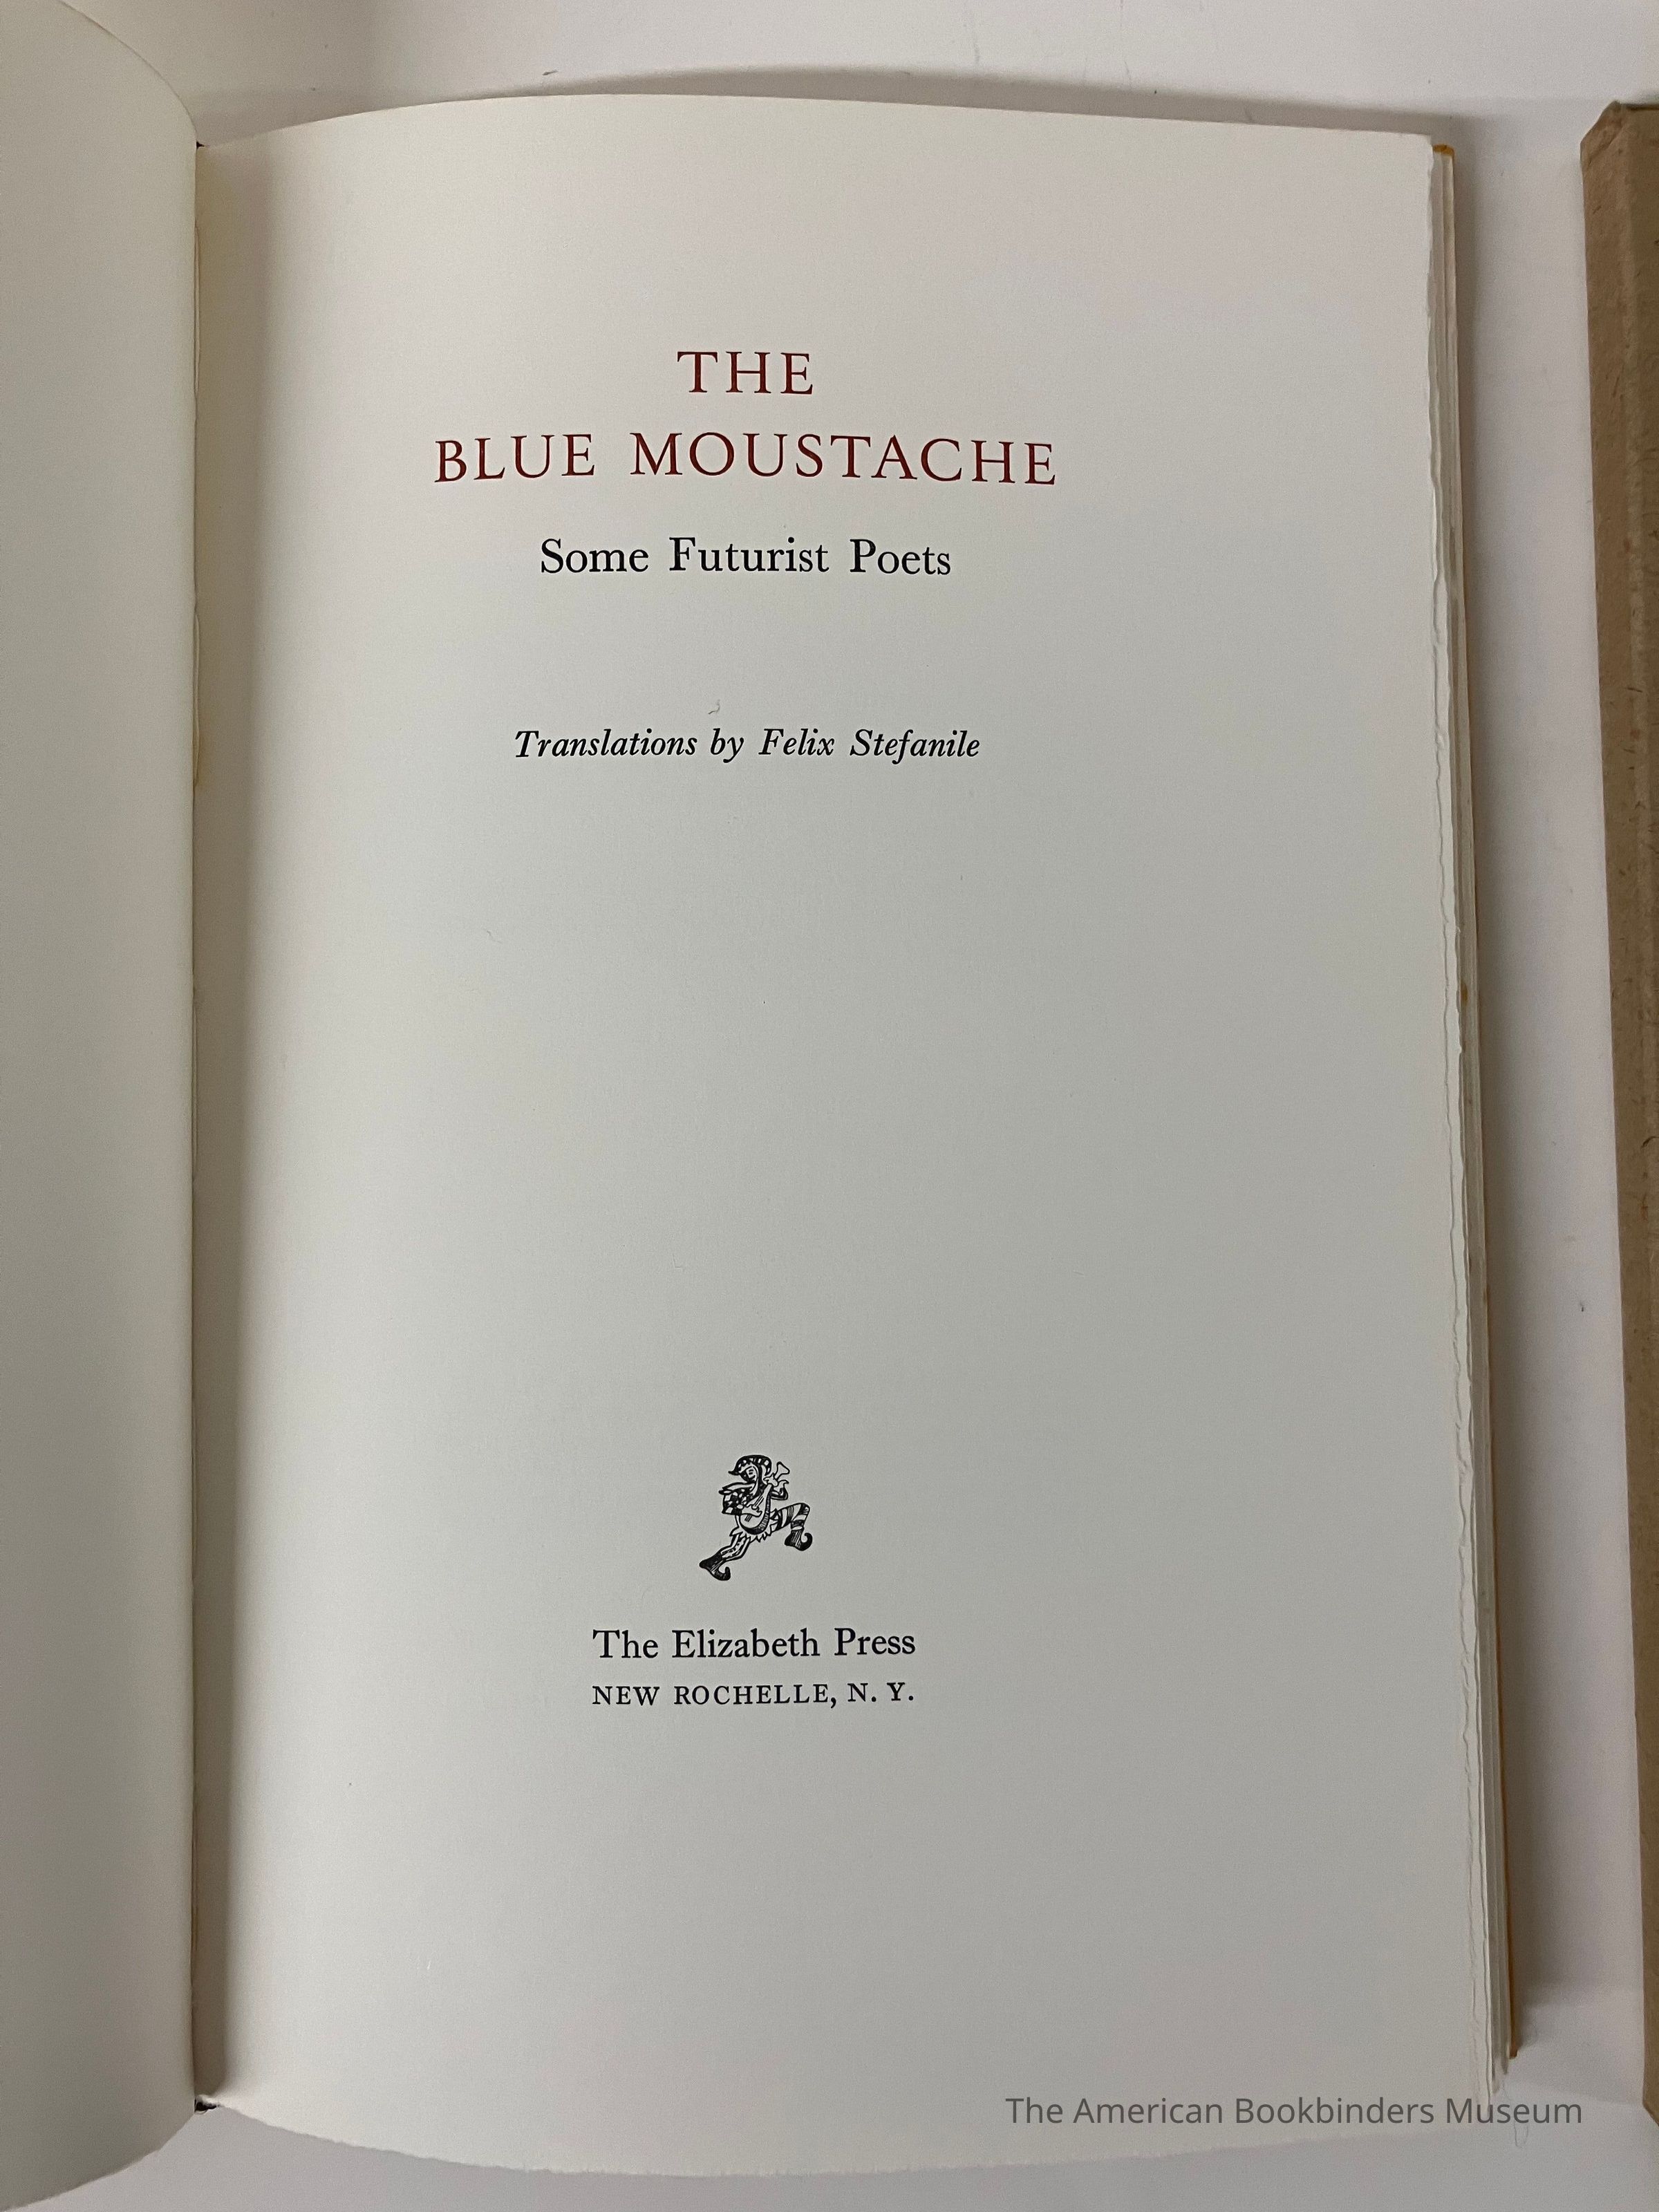 THE
BLUE MOUSTACHE
Some Futurist Poets
Translations by Felix Stefanile
The Elizabeth Press
NEW ROCHELLE, N. Y.
The American Bookbinders Museum